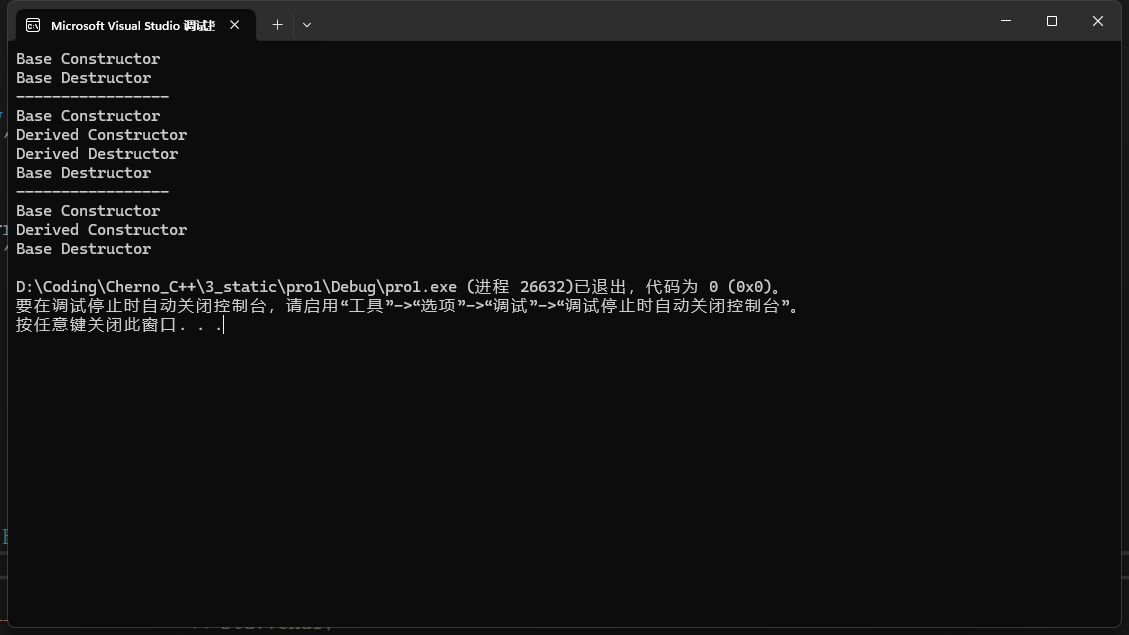 Microsoft Visual Studio 调试
Base Constructor
Base Destructor
-----------------
Base Constructor
Derived Constructor
Derived Destructor
Base Destructor
-----------------
Base Constructor
Derived Constructor
Base Destructor
D:\Coding\Cherno_C++\3_static\pro1\Debug\pro1.exe (进程 26632)已退出，代码为 0 (0x0)。
要在调试停止时自动关闭控制台，请启用“工具”->“选项”->“调试”->“调试停止时自动关闭控制台”。
按任意键关闭此窗口. . .